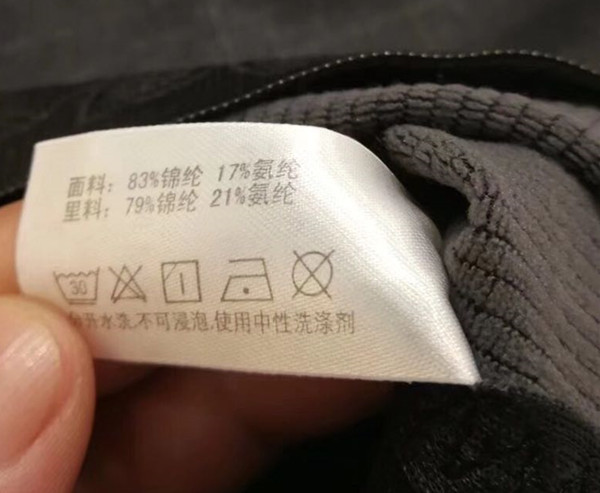 面料：83%锦纶 17%氨纶
里料：79%锦纶 21%氨纶
30
开水洗,不可浸泡,使用中性洗涤剂